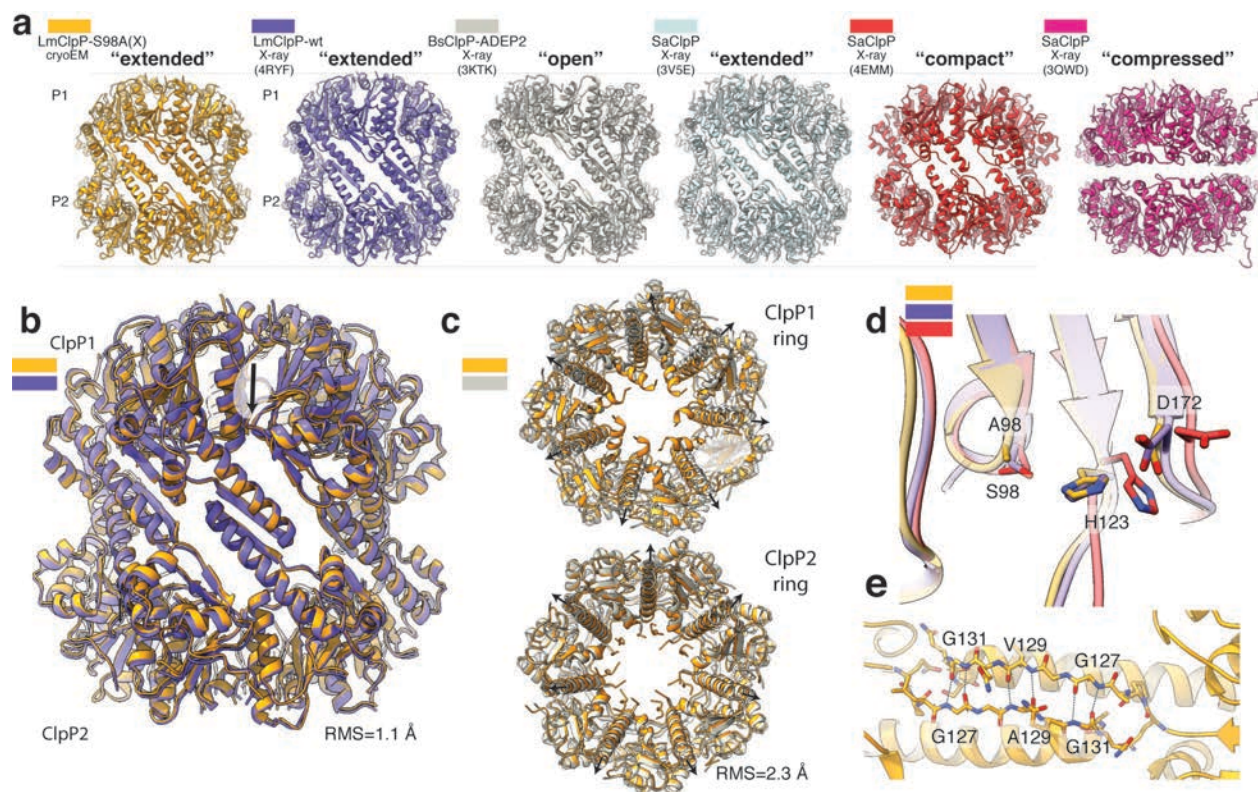 a
LmClpP-S98A(X)
cryoEM
"extended"
LmClpP-wt
X-ray
(4RYF)
"extended"
BsClpP-ADEP2
X-ray
(3KTK)
"open"
SaClpP
X-ray
(3V5E)
"extended"
SaClpP
X-ray
(4EMM)
"compact"
SaClpP
X-ray
(3QWD)
"compressed"
P1
P1
P2
P2
b
ClpP1
ClpP2
RMS=1.1 Å
c
ClpP1
ring
ClpP2
ring
RMS=2.3 Å
d
A98
S98
D172
H123
e
G131
V129
G127
G127
A129
G131